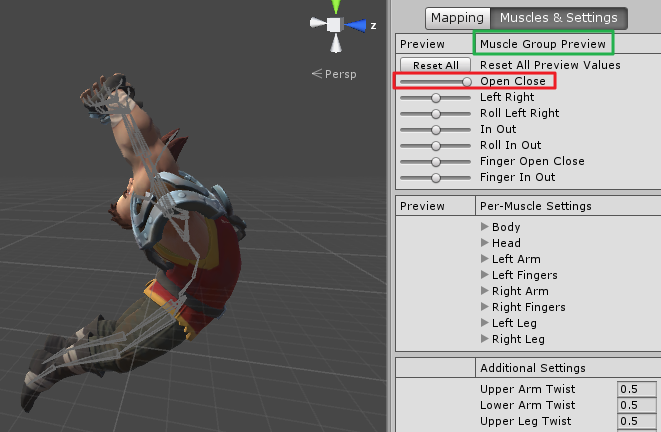 Mapping Muscles & Settings
z
Persp
Preview Muscle Group Preview
Reset All Reset All Preview Values
Open Close
Left Right
Roll Left Right
In Out
Roll In Out
Finger Open Close
Finger In Out
Preview Per-Muscle Settings
Body
Head
Left Arm
Left Fingers
Right Arm
Right Fingers
Left Leg
Right Leg
Additional Settings
Upper Arm Twist 0.5
Lower Arm Twist 0.5
Upper Leg Twist 0.5